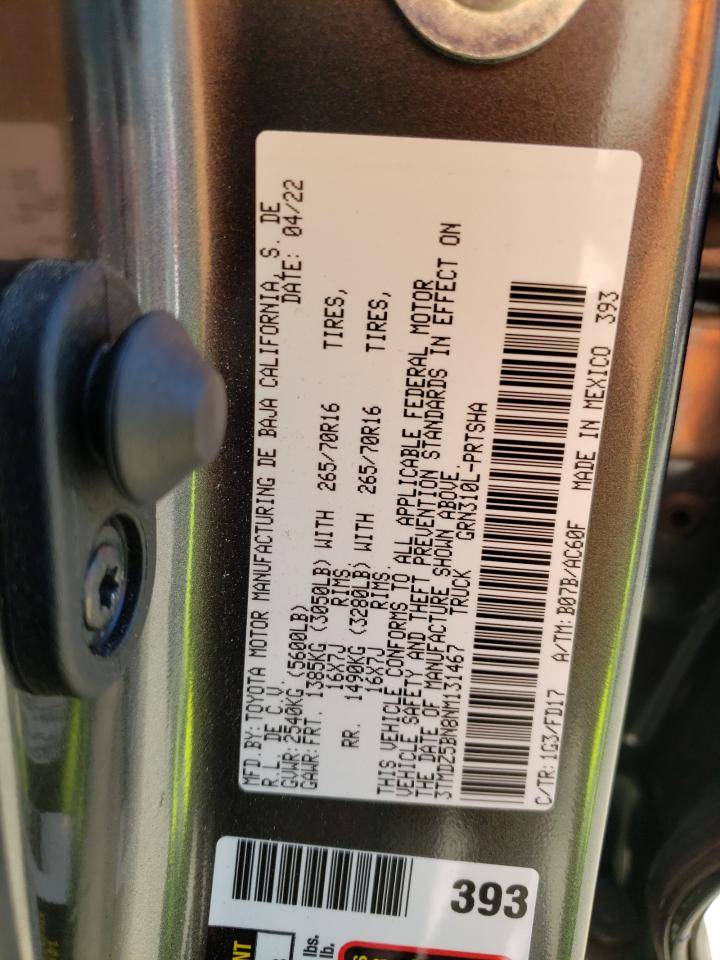 MFD.BY:TOYOTA MOTOR MANUFACTURING DE BAJA CALIFORNIA, S. DE
R.L. DE C.V. DATE: 04/22
GVWR:2540KG (5600LB)
GAWR:FRT. 1385KG (3050LB) WITH 265/70R16 TIRES,
16X7J RIMS
RR. 1490KG (3280LB) WITH 265/70R16 TIRES,
16X7J RIMS
THIS VEHICLE CONFORMS TO ALL APPLICABLE FEDERAL MOTOR
VEHICLE SAFETY AND THEFT PREVENTION STANDARDS IN EFFECT ON
THE DATE OF MANUFACTURE SHOWN ABOVE.
3TMDZ5BN8NM131467 TRUCK GRN310L-PRTSHA
C/TR:1G3/FD17 A/TM:B07B/AC60F MADE IN MEXICO 393
393
lbs.
lb.